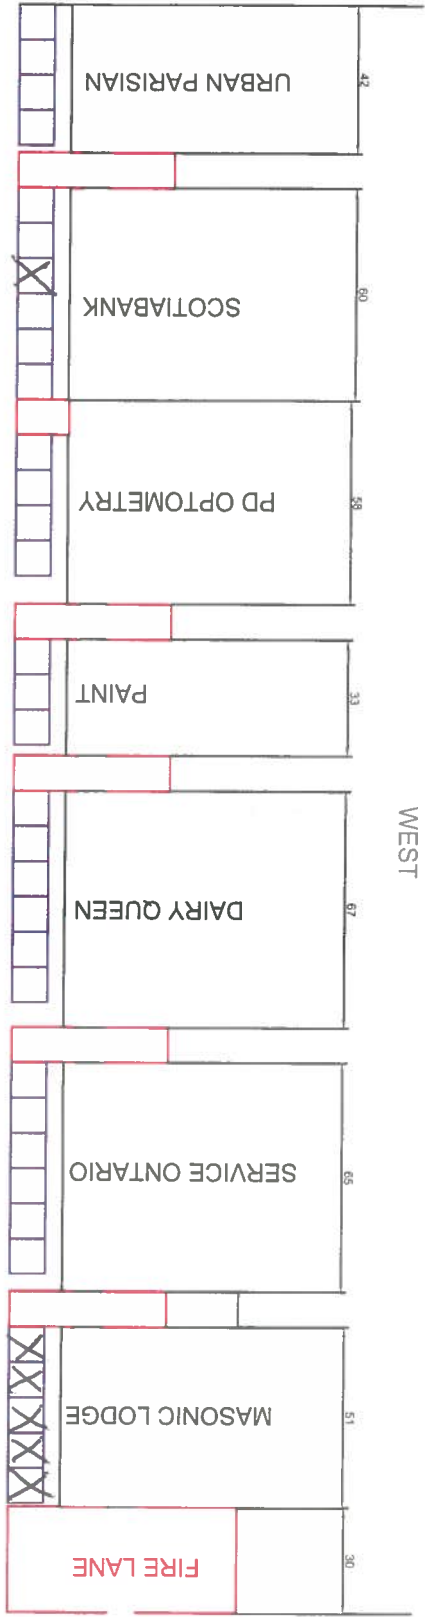 URBAN PARISIAN
42
SCOTIABANK
60
PD OPTOMETRY
58
PAINT
33
WEST
DAIRY QUEEN
67
SERVICE ONTARIO
65
MASONIC LODGE
51
FIRE LANE
30